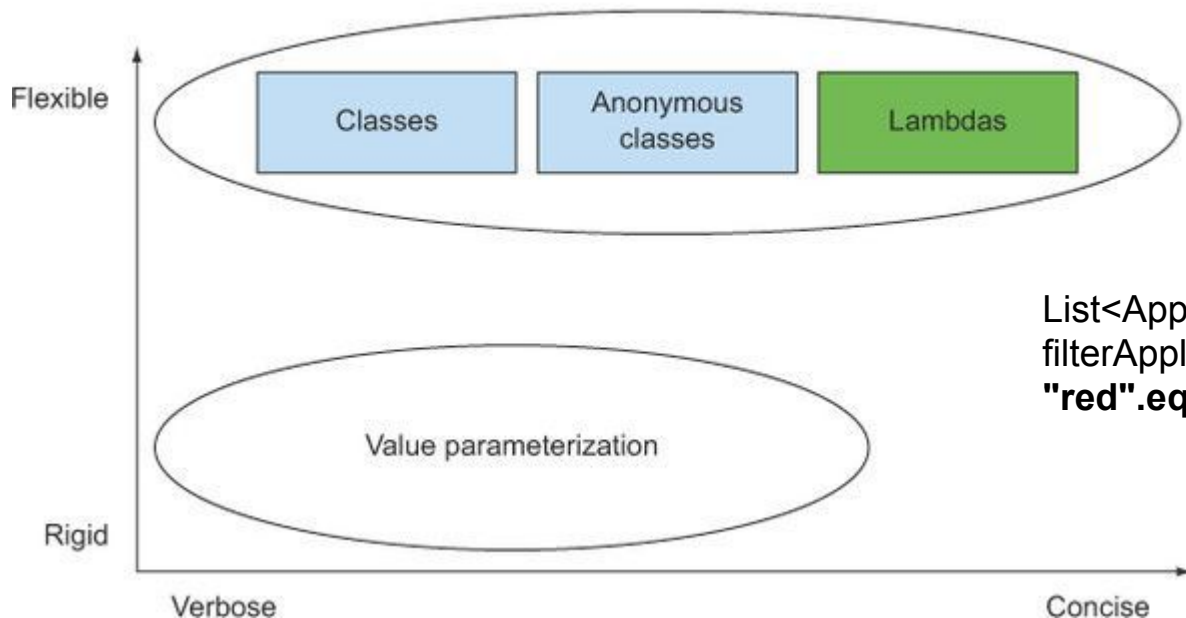 Flexible
Classes
Anonymous
classes
Lambdas
List<App
filterAppl
"red".eq
Value parameterization
Rigid
Verbose
Concise